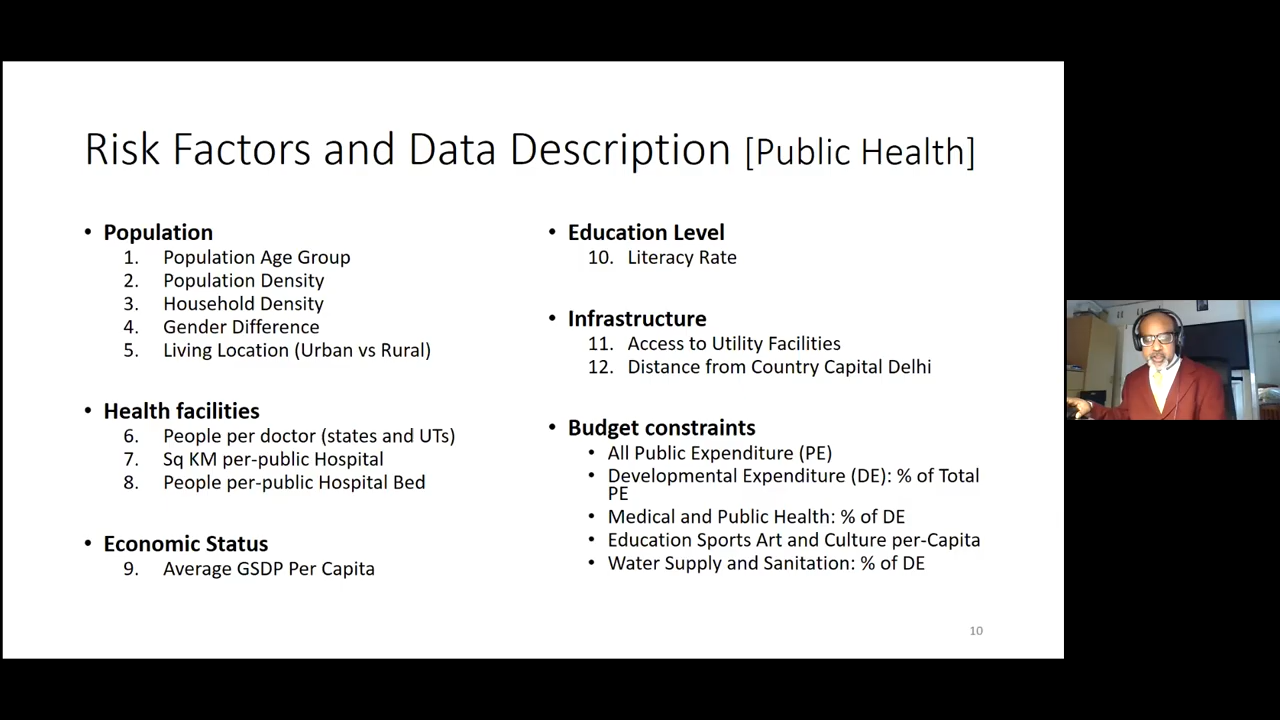 Risk Factors and Data Description [Public Health]
• Population
1. Population Age Group
2. Population Density
3. Household Density
4. Gender Difference
5. Living Location (Urban vs Rural)
• Health facilities
6. People per doctor (states and UTs)
7. Sq KM per-public Hospital
8. People per-public Hospital Bed
• Economic Status
9. Average GSDP Per Capita
• Education Level
10. Literacy Rate
• Infrastructure
11. Access to Utility Facilities
12. Distance from Country Capital Delhi
• Budget constraints
• All Public Expenditure (PE)
• Developmental Expenditure (DE): % of Total
PE
• Medical and Public Health: % of DE
• Education Sports Art and Culture per-Capita
• Water Supply and Sanitation: % of DE
10